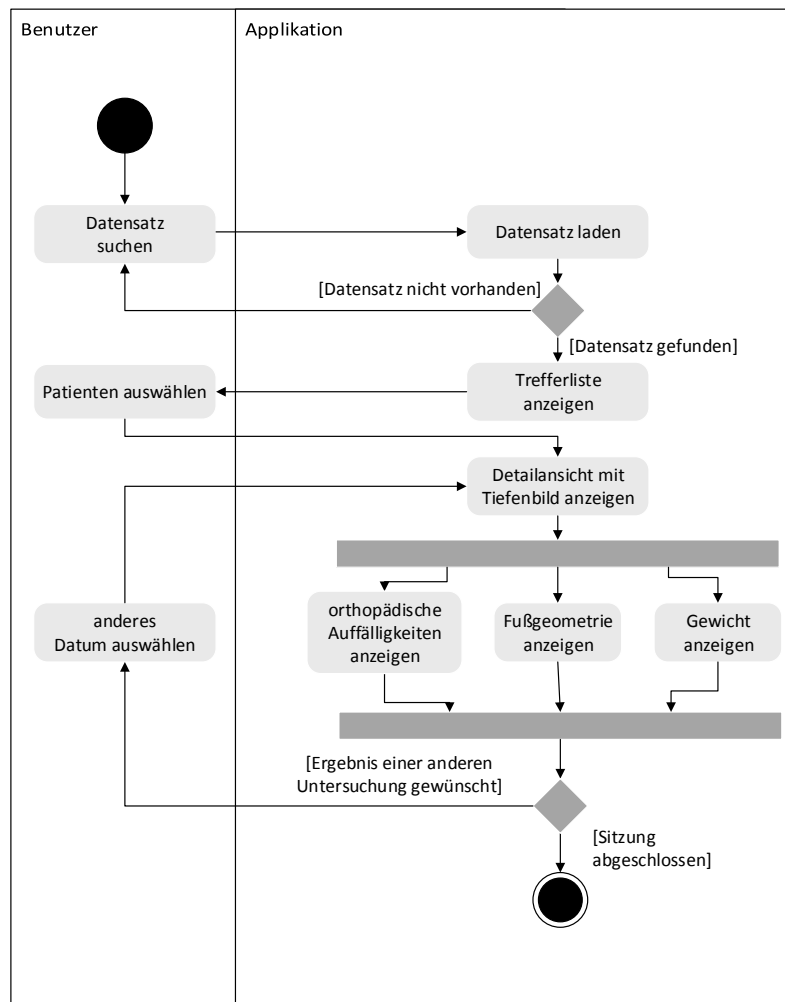 Benutzer
Applikation
Datensatz
suchen
Datensatz laden
[Datensatz nicht vorhanden]
[Datensatz gefunden]
Patienten auswählen
Trefferliste
anzeigen
Detailansicht mit
Tiefenbild anzeigen
anderes
Datum auswählen
orthopädische
Auffälligkeiten
anzeigen
Fußgeometrie
anzeigen
Gewicht
anzeigen
[Ergebnis einer anderen
Untersuchung gewünscht]
[Sitzung
abgeschlossen]